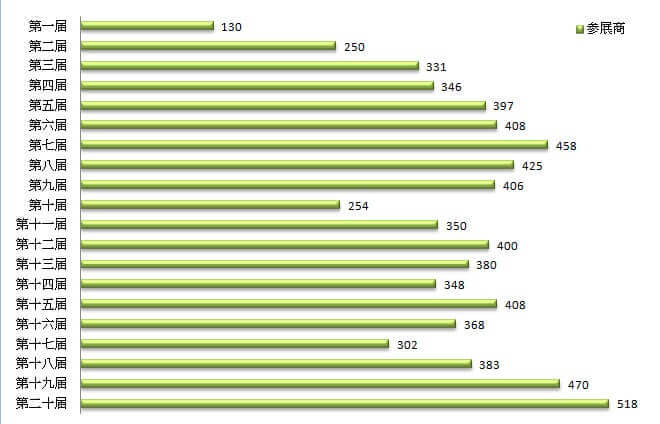 参展商
第一届 130
第二届 250
第三届 331
第四届 346
第五届 397
第六届 408
第七届 458
第八届 425
第九届 406
第十届 254
第十一届 350
第十二届 400
第十三届 380
第十四届 348
第十五届 408
第十六届 368
第十七届 302
第十八届 383
第十九届 470
第二十届 518